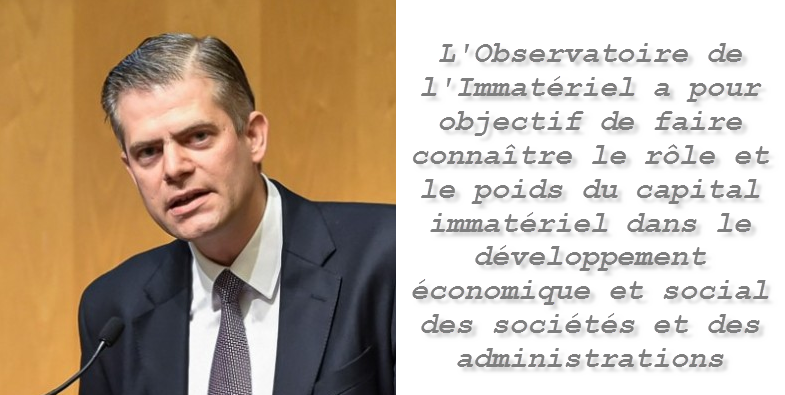 L'Observatoire de
l'Immatériel a pour
objectif de faire
connaître le rôle et
le poids du capital
immatériel dans le
développement
économique et social
des sociétés et des
administrations